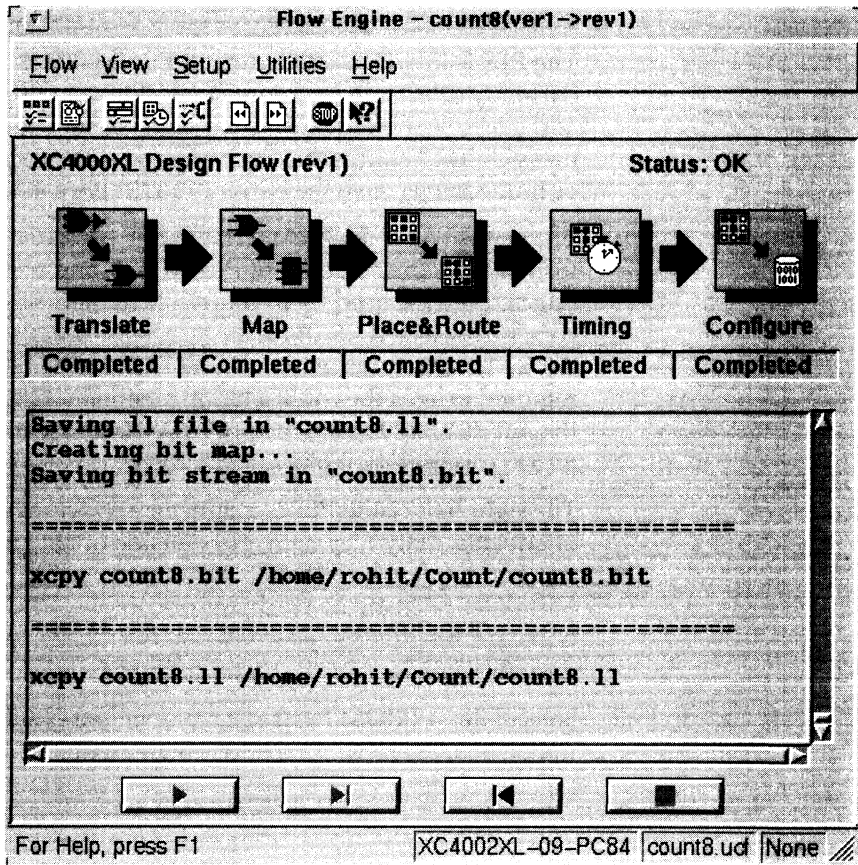 Flow Engine – count8(ver1->rev1)
Flow View Setup Utilities Help
STOP
XC4000XL Design Flow (rev1) Status: OK
0101
1001
Translate Map Place&Route Timing Configure
Completed Completed Completed Completed Completed
Saving ll file in "count8.ll".
Creating bit map...
Saving bit stream in "count8.bit".
==================================================
xcpy count8.bit /home/rohit/Count/count8.bit
==================================================
xcpy count8.ll /home/rohit/Count/count8.ll
For Help, press F1 XC4002XL-09-PC84 count8.ucf None